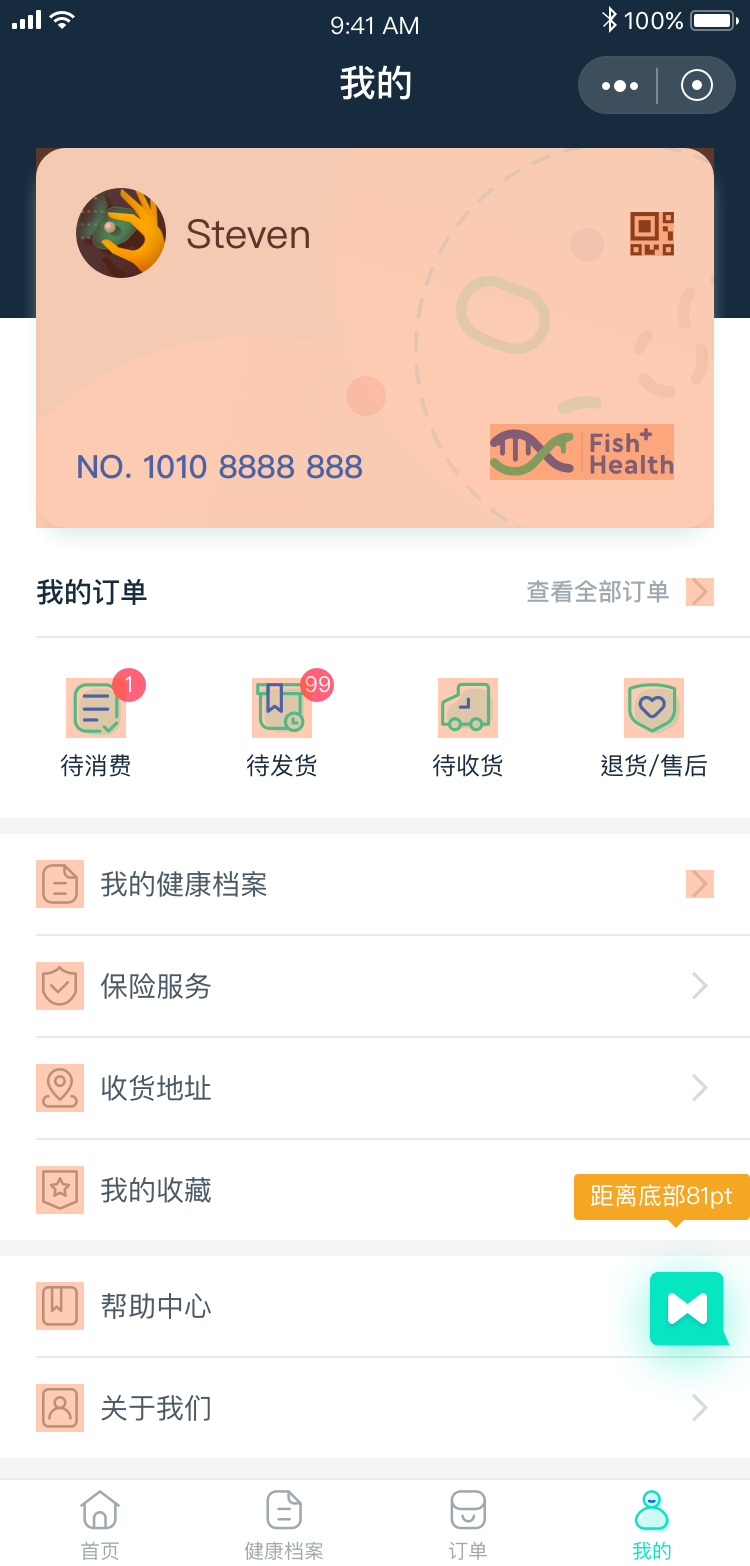 9:41 AM
100%
我的
Steven
NO. 1010 8888 888
Fish+
Health
我的订单
查看全部订单
1
99
待消费
待发货
待收货
退货/售后
我的健康档案
保险服务
收货地址
我的收藏
距离底部81pt
帮助中心
关于我们
首页
健康档案
订单
我的